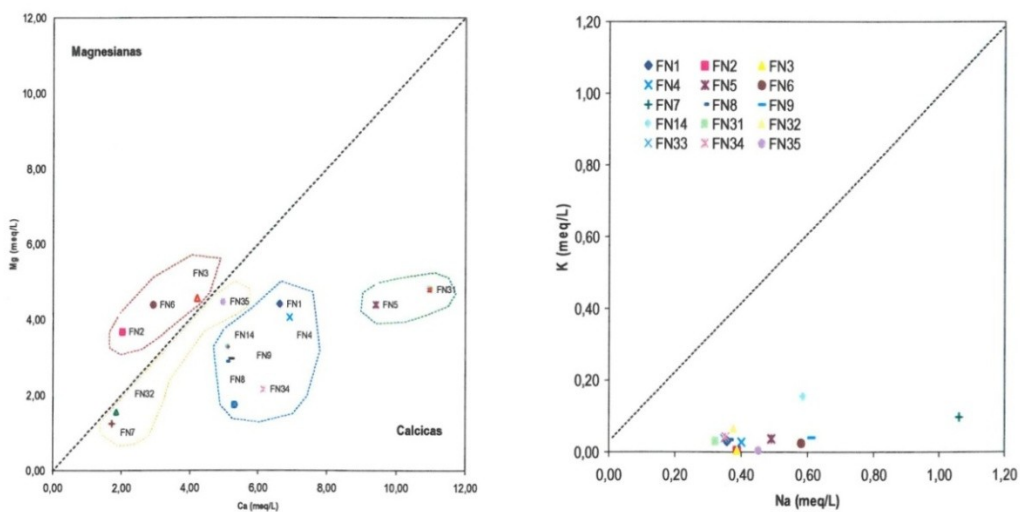 12,00
10,00
8,00
6,00
4,00
2,00
0,00
Mg (meq/L)
Magnesianas
FN3
FN6
FN35
FN2
FN1
FN4
FN5
FN31
FN14
FN9
FN8
FN34
FN32
FN7
Calcicas
0,00 2,00 4,00 6,00 8,00 10,00 12,00
Ca (meq/L)
1,20
1,00
0,80
0,60
0,40
0,20
0,00
K (meq/L)
FN1 FN2 FN3
FN4 FN5 FN6
FN7 FN8 FN9
FN14 FN31 FN32
FN33 FN34 FN35
0,00 0,20 0,40 0,60 0,80 1,00 1,20
Na (meq/L)